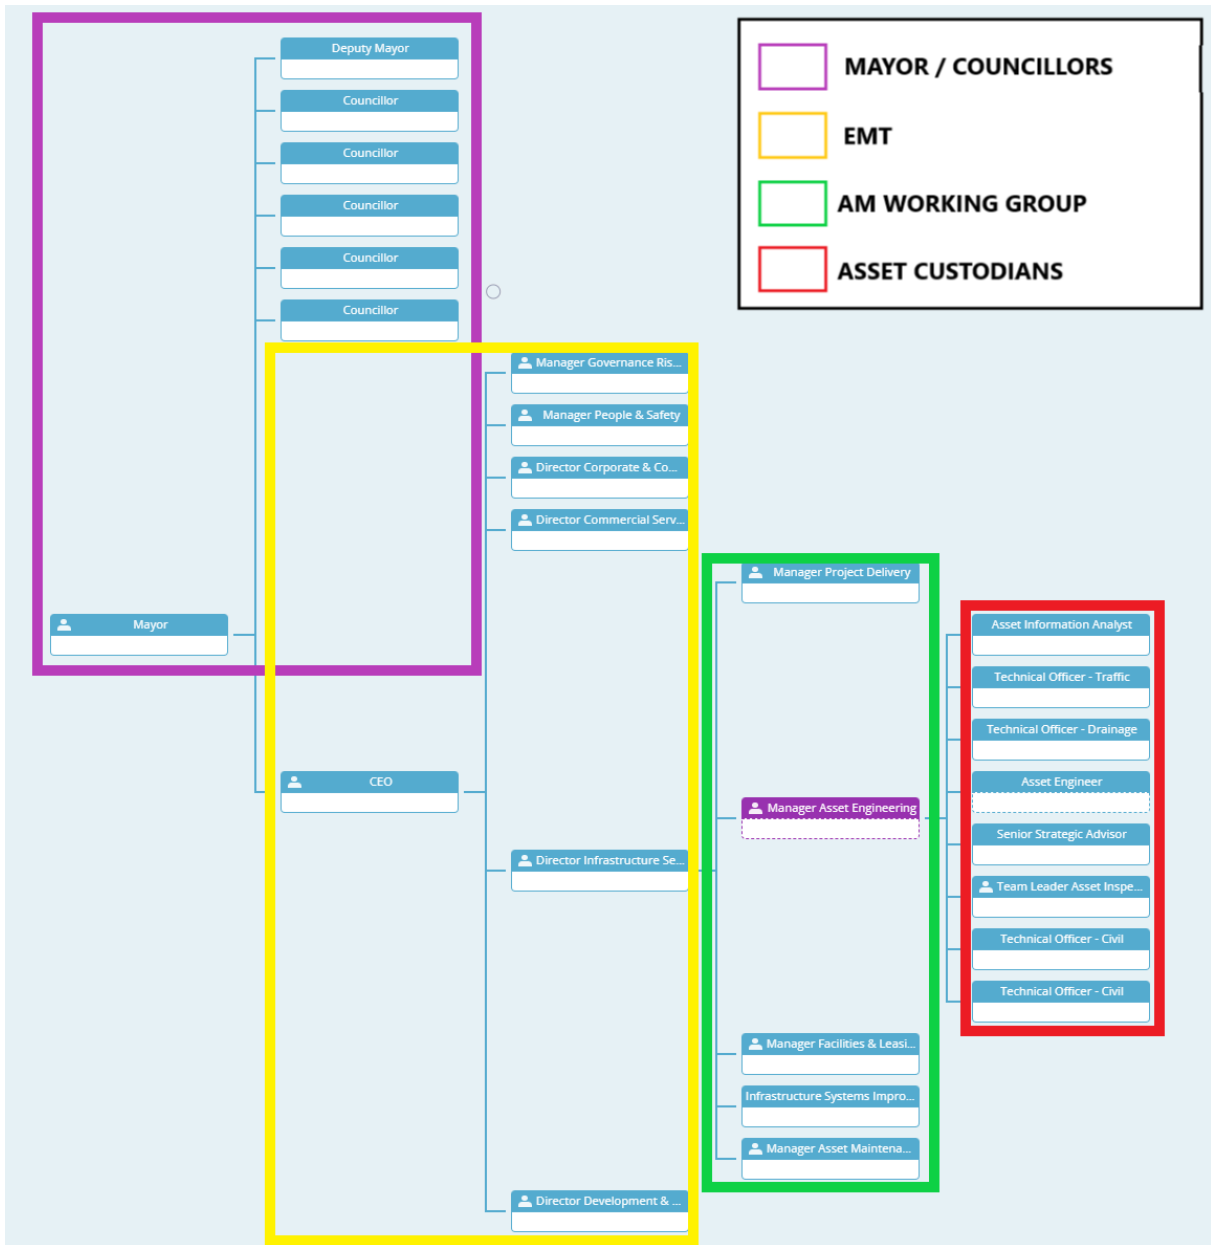 Deputy Mayor
Councillor
Councillor
Councillor
Councillor
Councillor
Mayor
CEO
Manager Governance Ris...
Manager People & Safety
Director Corporate & Co...
Director Commercial Serv...
Director Infrastructure Se...
Director Development & ...
Manager Project Delivery
Manager Asset Engineering
Manager Facilities & Leasi...
Infrastructure Systems Impro...
Manager Asset Maintena...
Asset Information Analyst
Technical Officer - Traffic
Technical Officer - Drainage
Asset Engineer
Senior Strategic Advisor
Team Leader Asset Inspe...
Technical Officer - Civil
Technical Officer - Civil
MAYOR / COUNCILLORS
EMT
AM WORKING GROUP
ASSET CUSTODIANS